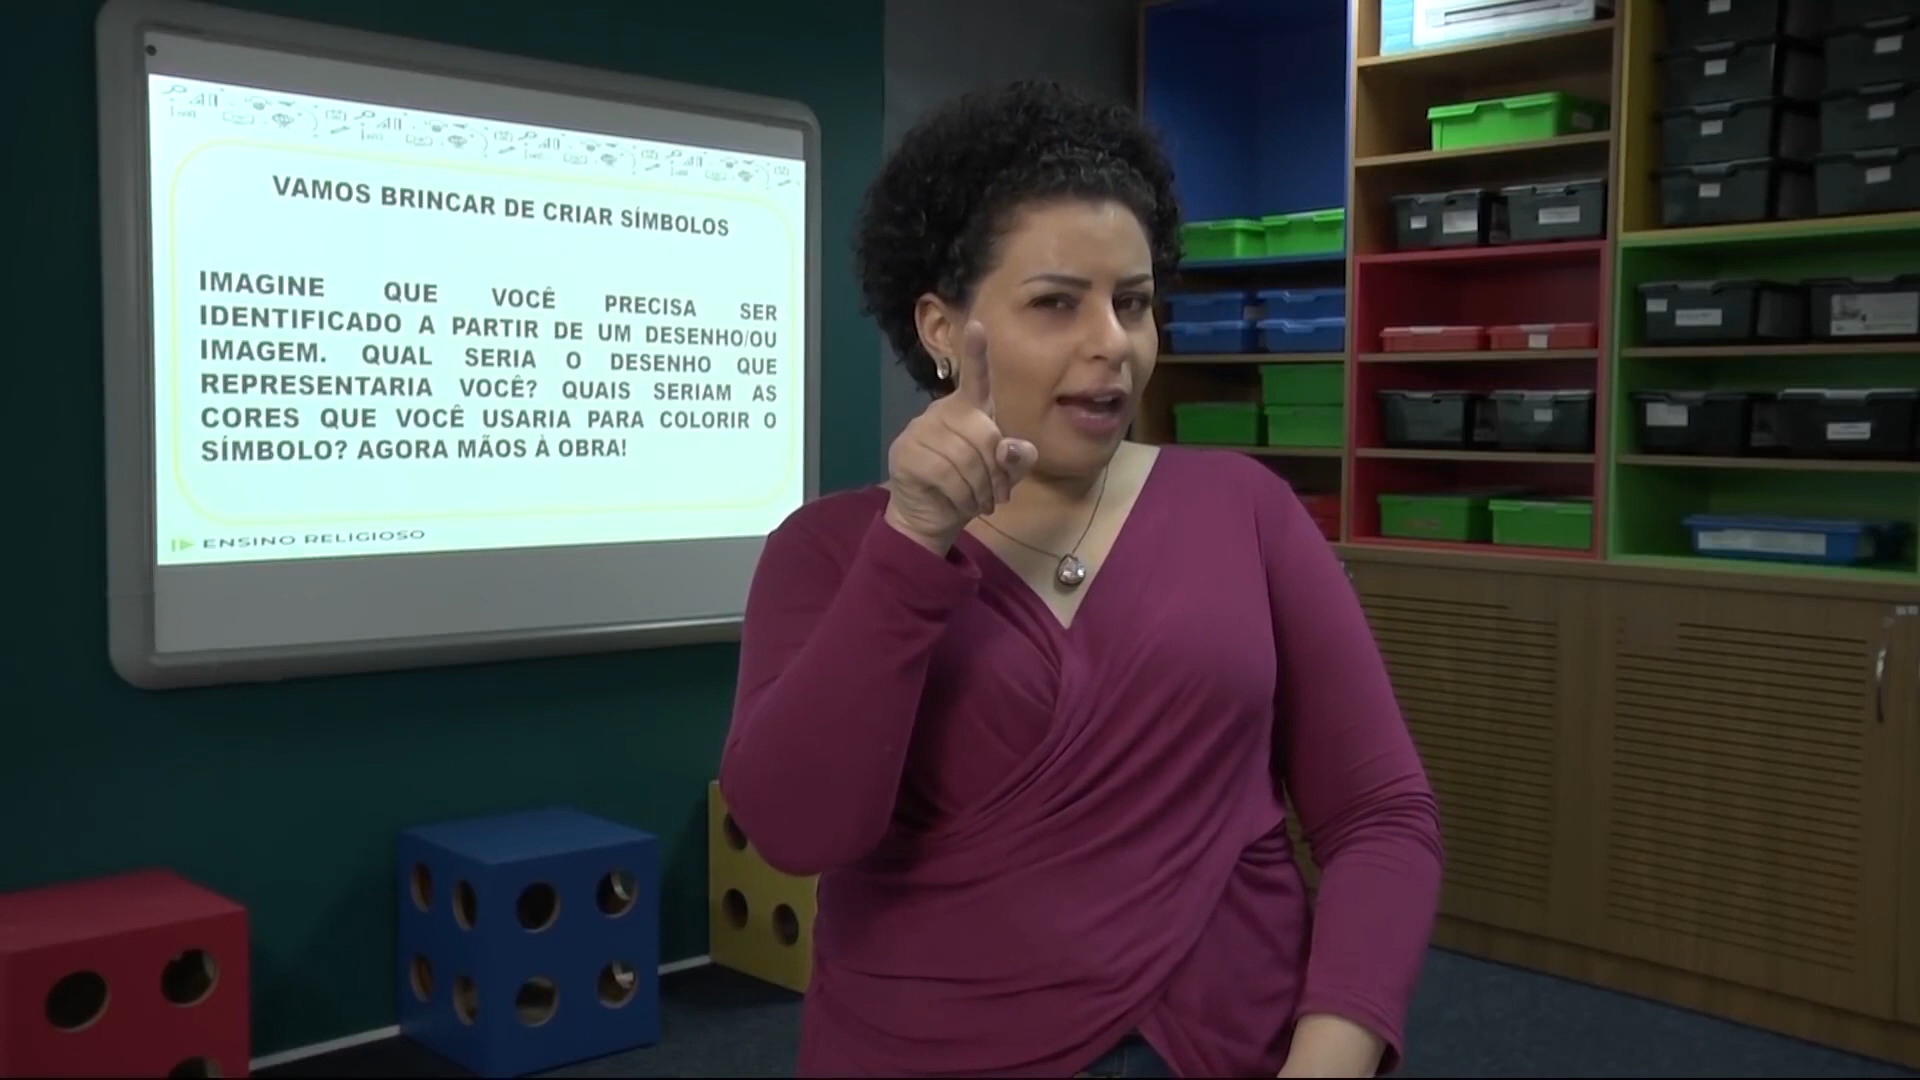 VAMOS BRINCAR DE CRIAR SÍMBOLOS
IMAGINE QUE VOCÊ PRECISA SER
IDENTIFICADO A PARTIR DE UM DESENHO/OU
IMAGEM. QUAL SERIA O DESENHO QUE
REPRESENTARIA VOCÊ? QUAIS SERIAM AS
CORES QUE VOCÊ USARIA PARA COLORIR O
SÍMBOLO? AGORA MÃOS À OBRA!
ENSINO RELIGIOSO